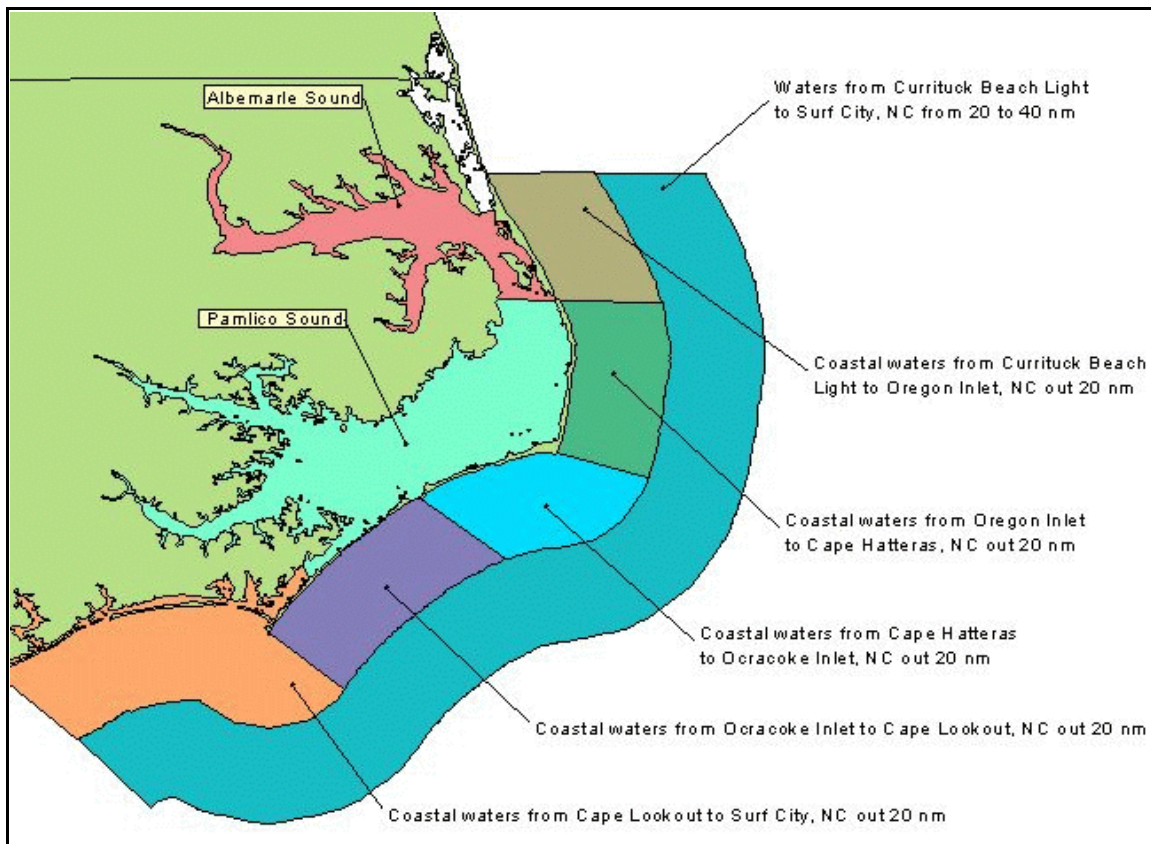 Albemarle Sound
Waters from Currituck Beach Light
to Surf City, NC from 20 to 40 nm
Pamlico Sound
Coastal waters from Currituck Beach
Light to Oregon Inlet, NC out 20 nm
Coastal waters from Oregon Inlet
to Cape Hatteras, NC out 20 nm
Coastal waters from Cape Hatteras
to Ocracoke Inlet, NC out 20 nm
Coastal waters from Ocracoke Inlet to Cape Lookout, NC out 20 nm
Coastal waters from Cape Lookout to Surf City, NC out 20 nm